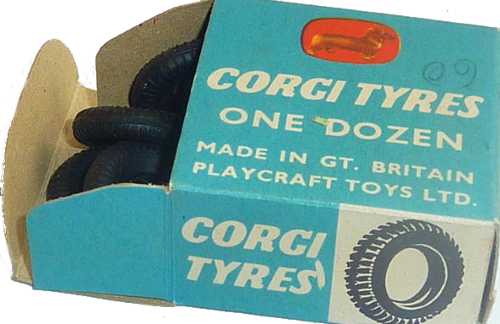 CORGI TYRES
ONE DOZEN
MADE IN GT. BRITAIN
PLAYCRAFT TOYS LTD.
CORGI
TYRES